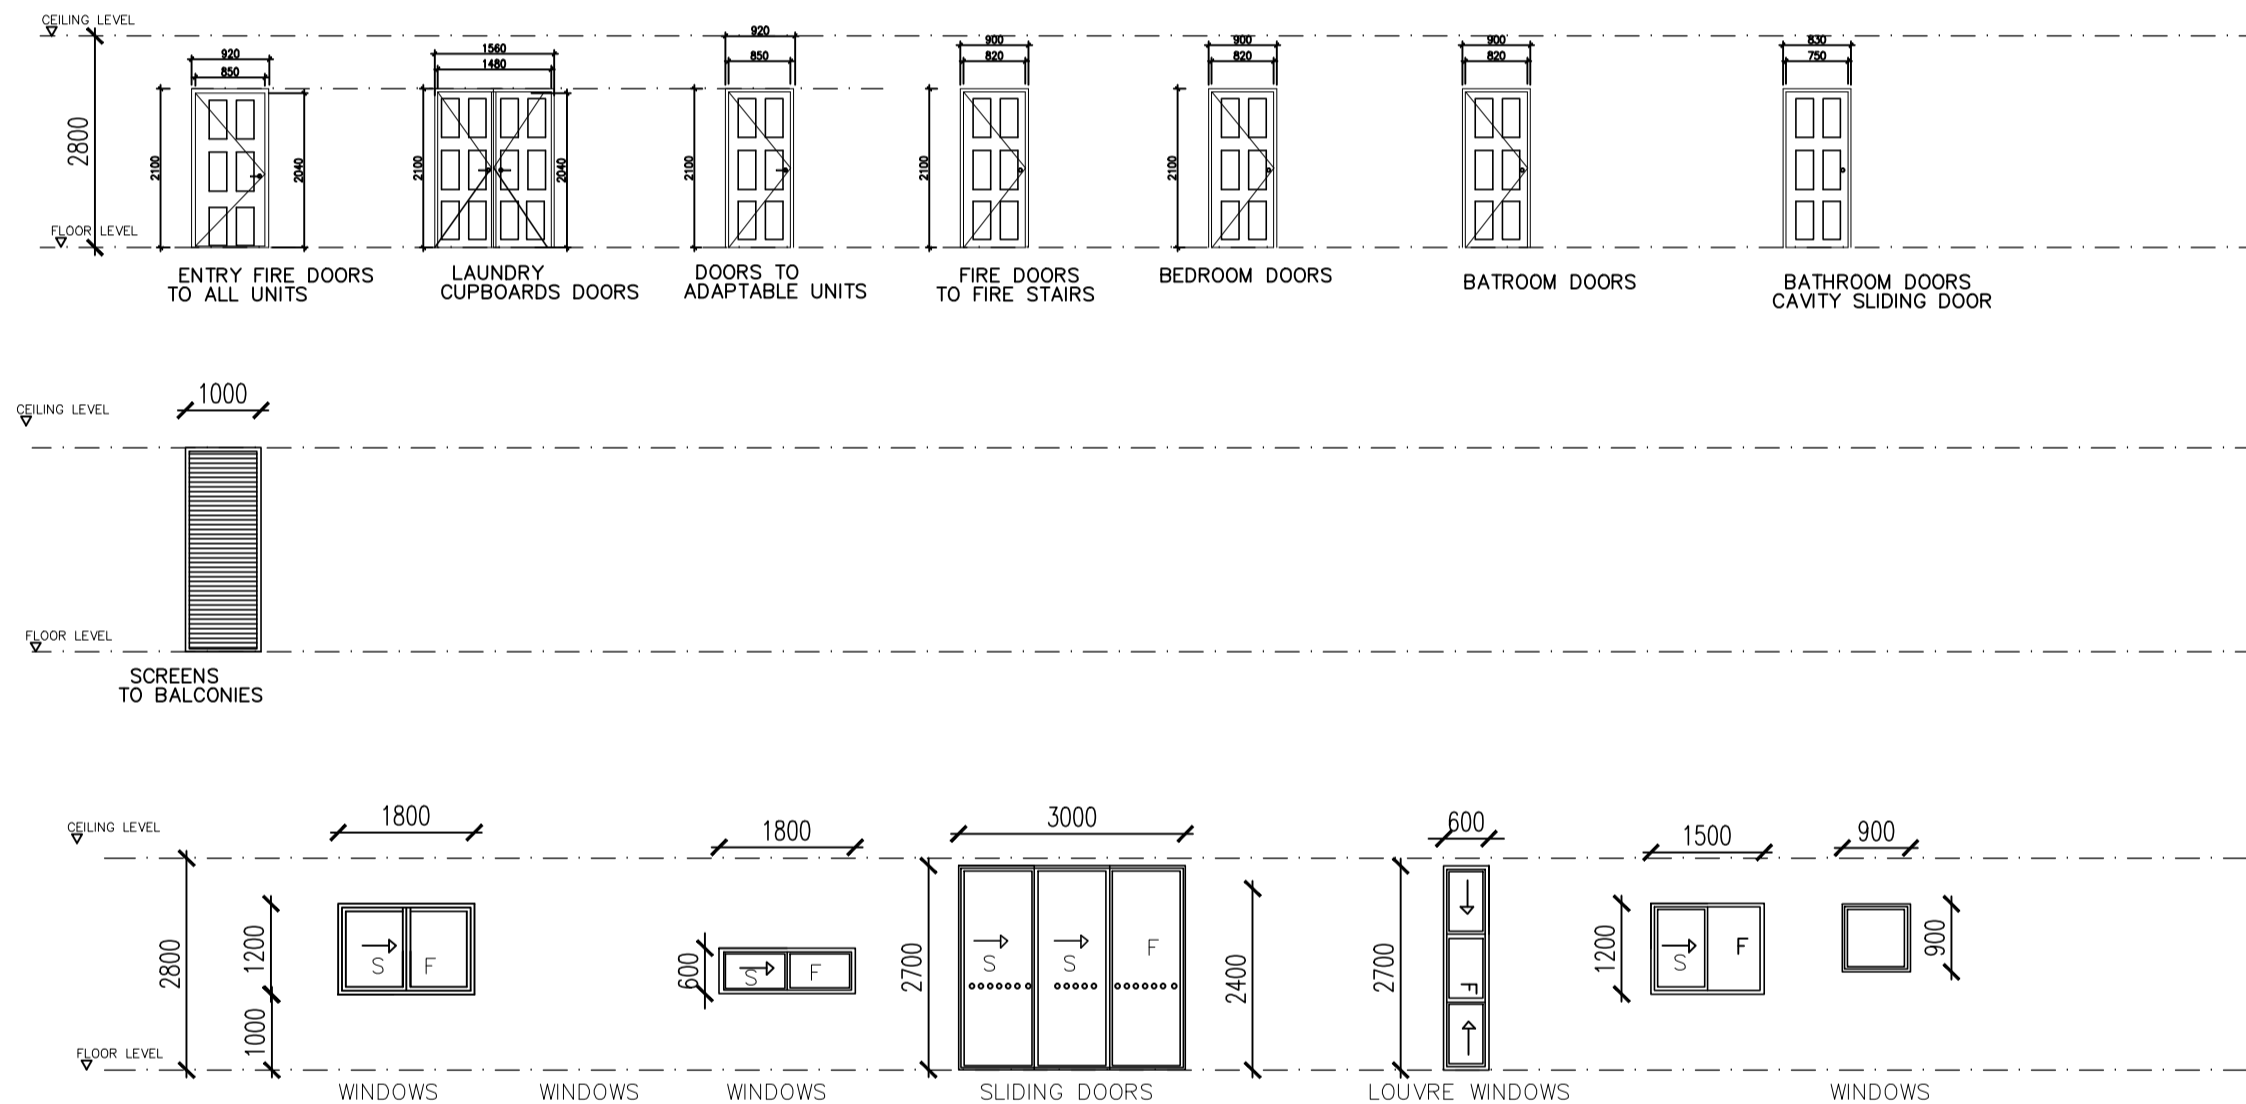 CEILING LEVEL
920
850
1560
1480
920
850
900
820
900
820
900
820
830
750
2800
2100
2040
2100
2040
2100
2100
2100
FLOOR LEVEL
ENTRY FIRE DOORS
TO ALL UNITS
LAUNDRY
CUPBOARDS DOORS
DOORS TO
ADAPTABLE UNITS
FIRE DOORS
TO FIRE STAIRS
BEDROOM DOORS
BATROOM DOORS
BATHROOM DOORS
CAVITY SLIDING DOOR
1000
CEILING LEVEL
FLOOR LEVEL
SCREENS
TO BALCONIES
CEILING LEVEL
1800
1800
3000
600
1500
900
2800
1200
1000
S
F
600
S
F
2700
S
S
F
2400
2700
F
1200
S
F
900
FLOOR LEVEL
WINDOWS
WINDOWS
WINDOWS
SLIDING DOORS
LOUVRE WINDOWS
WINDOWS